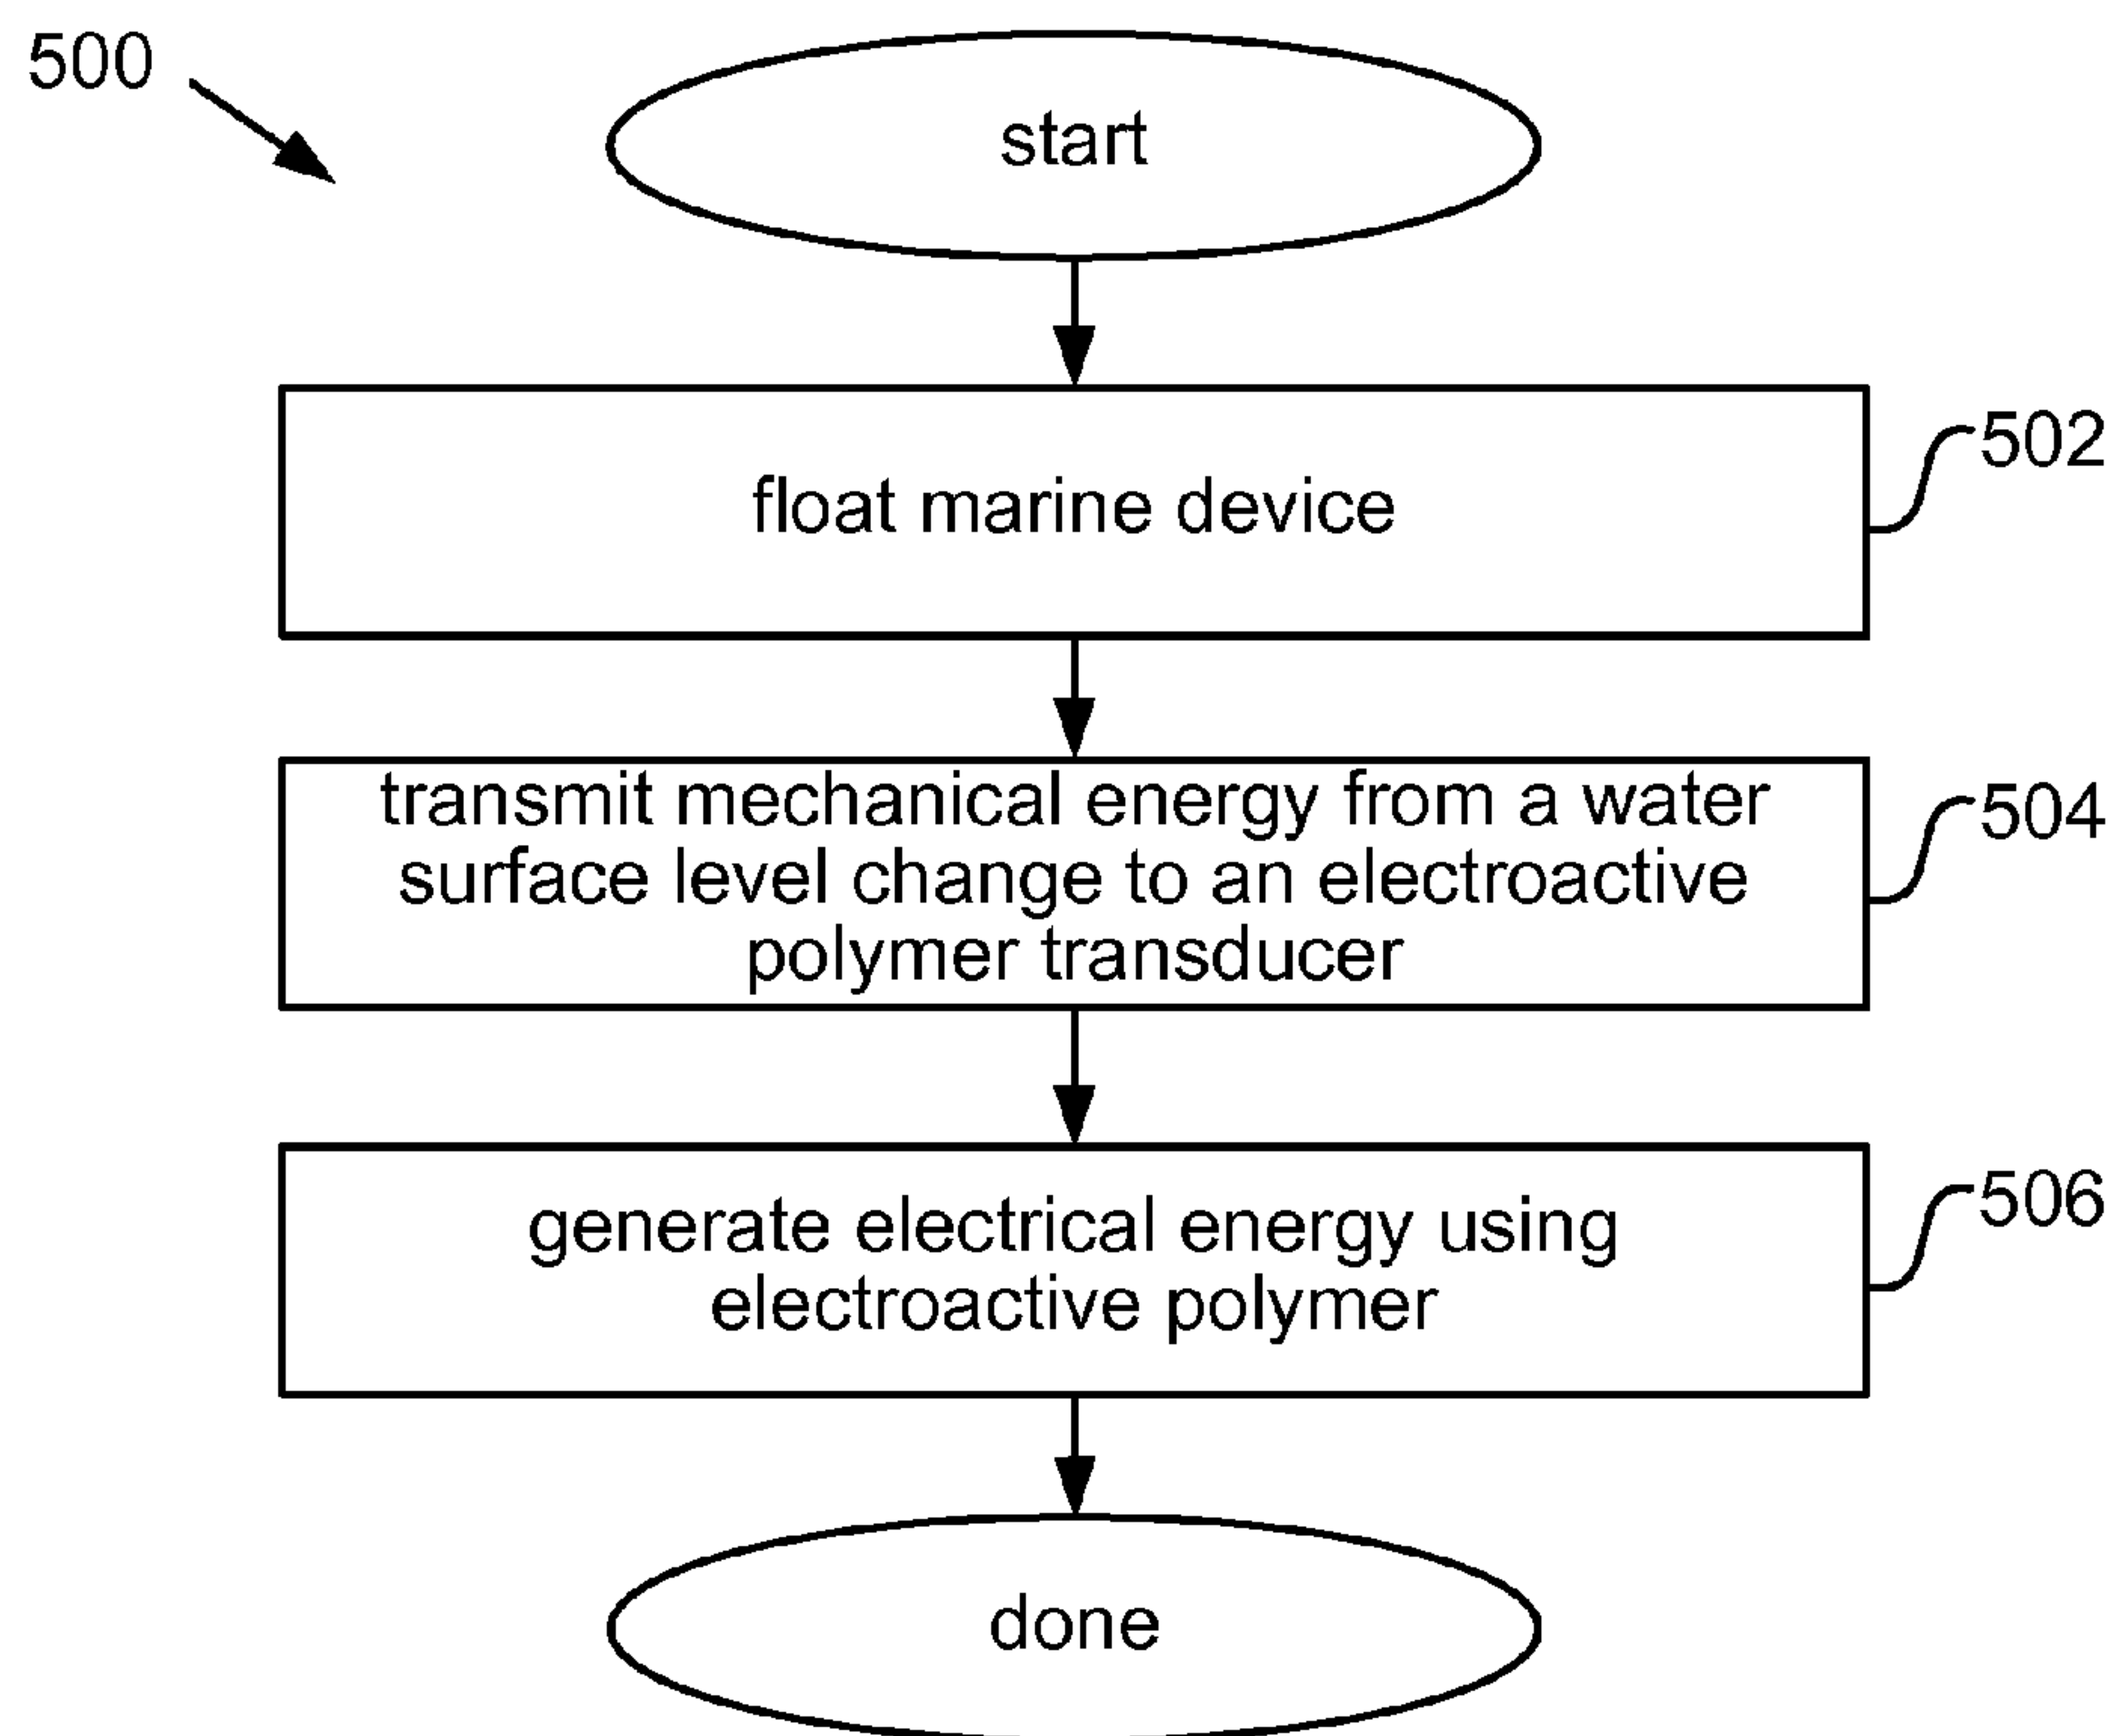 500
start
float marine device
502
transmit mechanical energy from a water
surface level change to an electroactive
polymer transducer
504
generate electrical energy using
electroactive polymer
506
done